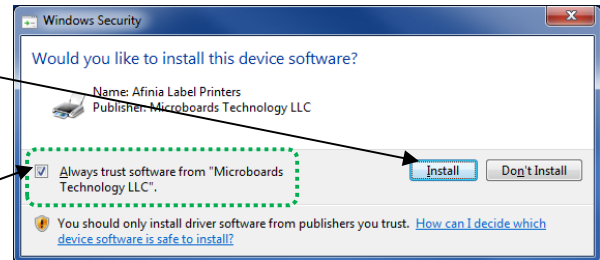 Windows Security
Would you like to install this device software?
Name: Afinia Label Printers
Publisher: Microboards Technology LLC
Always trust software from "Microboards
Technology LLC".
Install
Don't Install
You should only install driver software from publishers you trust. How can I decide which
device software is safe to install?